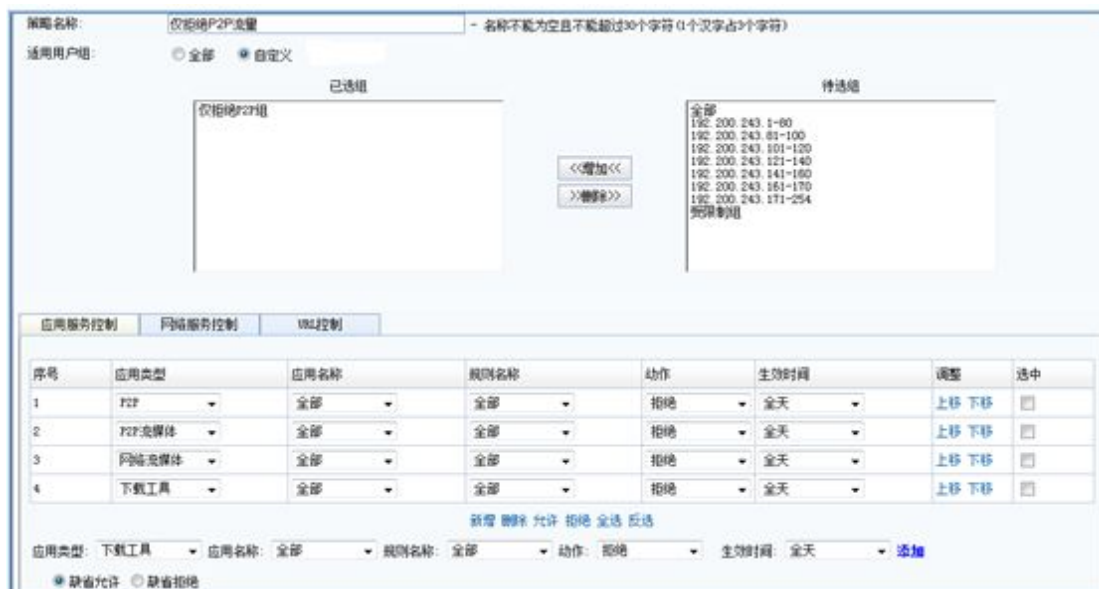 策略名称: 仅拒绝P2P流量 - 名称不能为空且不能超过30个字符(1个汉字占3个字符)
适用用户组: 全部 自定义
已选组 待选组
仅拒绝P2P组
全部
192.200.243.1-80
192.200.243.81-100
192.200.243.101-120
192.200.243.121-140
192.200.243.141-160
192.200.243.161-170
192.200.243.171-254
受限制组
<<增加<<
>>删除>>
应用服务控制 网络服务控制 URL控制
序号 应用类型 应用名称 规则名称 动作 生效时间 调整 选中
1 P2P 全部 全部 拒绝 全天 上移 下移
2 P2P流媒体 全部 全部 拒绝 全天 上移 下移
3 网络流媒体 全部 全部 拒绝 全天 上移 下移
4 下载工具 全部 全部 拒绝 全天 上移 下移
新增 删除 允许 拒绝 全选 反选
应用类型: 下载工具 应用名称: 全部 规则名称: 全部 动作: 拒绝 生效时间: 全天 添加
缺省允许 缺省拒绝